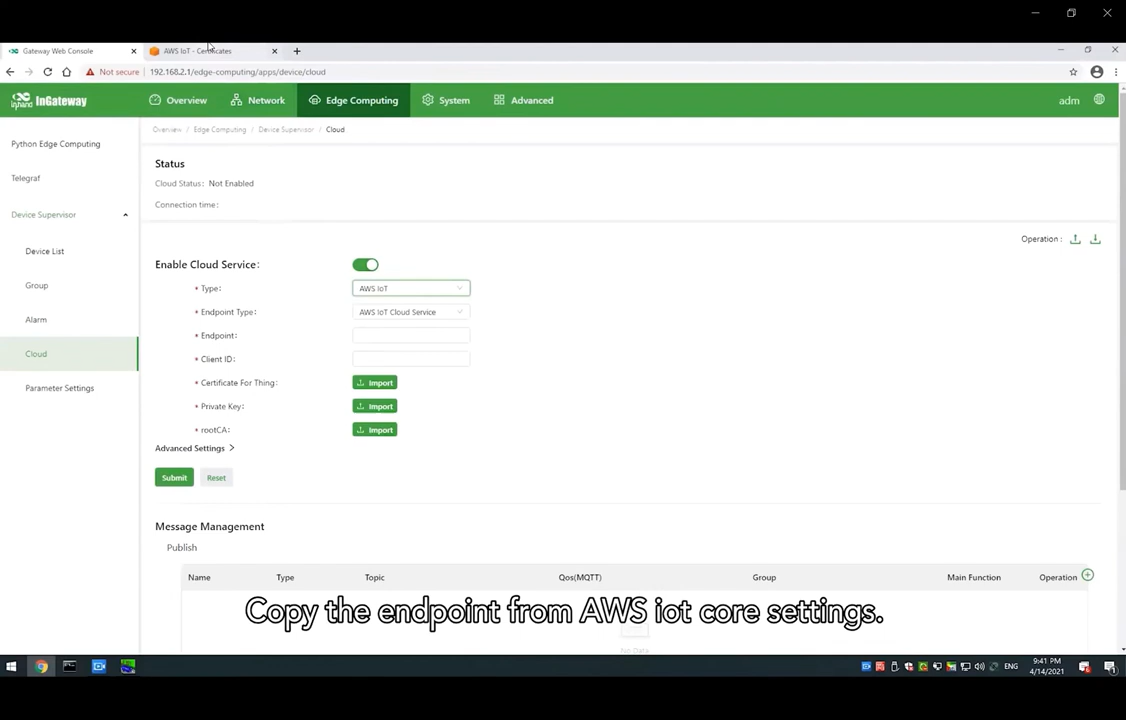 Gateway Web Console
AWS IoT - Certificates
Not secure 192.168.2.1/edge-computing/apps/device/cloud
inhand InGateway Overview Network Edge Computing System Advanced adm
Overview / Edge Computing / Device Supervisor / Cloud
Python Edge Computing
Telegraf
Device Supervisor
Device List
Group
Alarm
Cloud
Parameter Settings
Status
Cloud Status: Not Enabled
Connection time:
Operation :
Enable Cloud Service:
* Type: AWS IoT
* Endpoint Type: AWS IoT Cloud Service
* Endpoint:
* Client ID:
* Certificate For Thing: Import
* Private Key: Import
* rootCA: Import
Advanced Settings >
Submit Reset
Message Management
Publish
Name Type Topic Qos(MQTT) Group Main Function Operation
Copy the endpoint from AWS iot core settings.
No Data
ENG 9:41 PM
4/14/2021